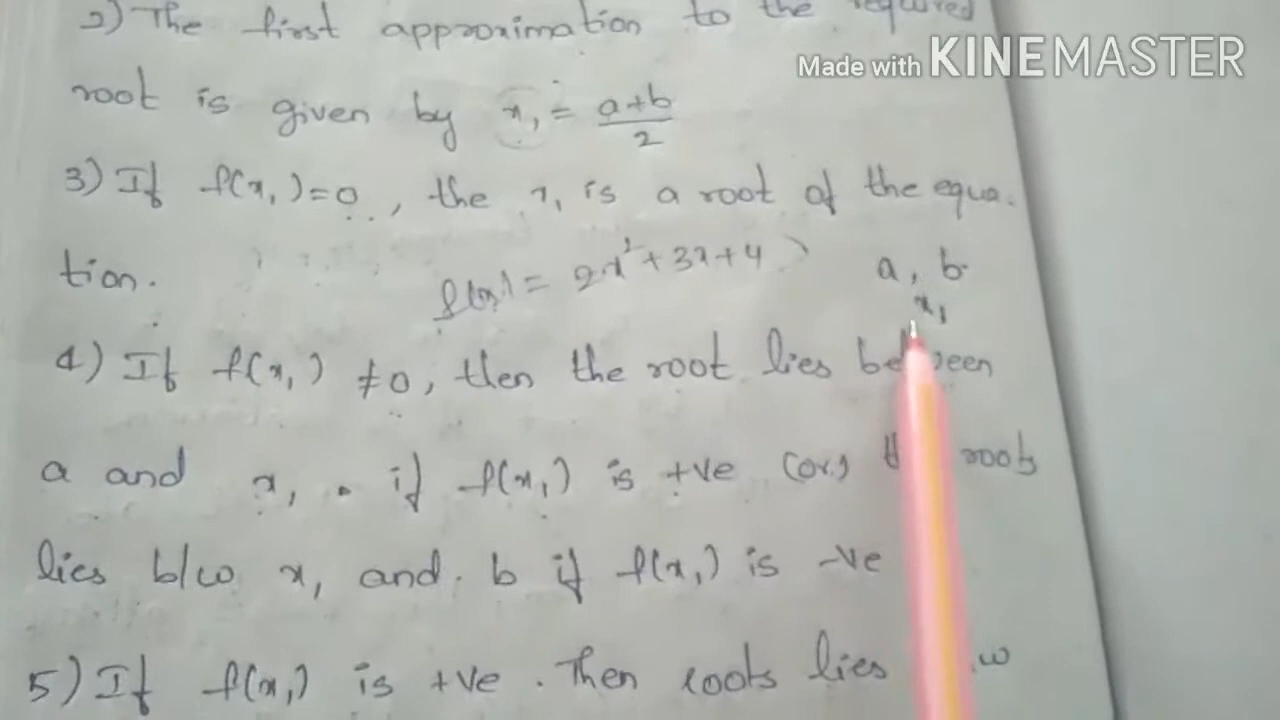 2) The first approximation to the required
Made with KINEMASTER
root is given by x₁ = a+b/2
3) If f(x₁)=0, the x₁ is a root of the equa.
tion.
f(x) = 2x²+3x+4
a, b
x₁
4) If f(x₁) ≠0, then the root lies between
a and x₁. if f(x₁) is +ve (or) roots
lies b/w x₁ and b if f(x₁) is -ve
5) If f(x₁) is +ve. Then roots lies w